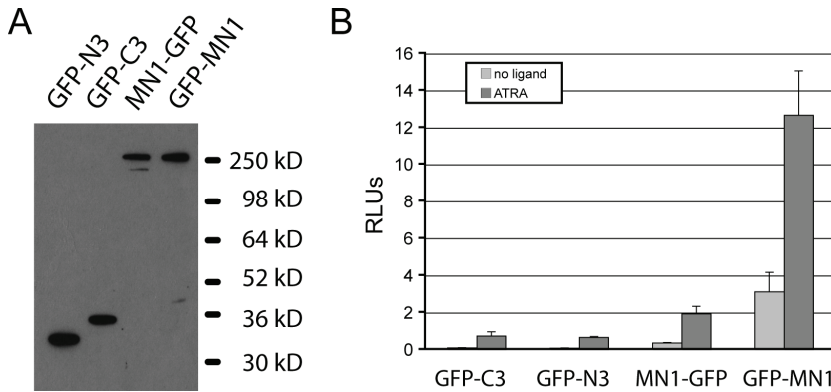 A
GFP-N3
GFP-C3
MN1-GFP
GFP-MN1
250 kD
98 kD
64 kD
52 kD
36 kD
30 kD
B
16
14
12
10
8
6
4
2
0
RLUs
no ligand
ATRA
GFP-C3
GFP-N3
MN1-GFP
GFP-MN1